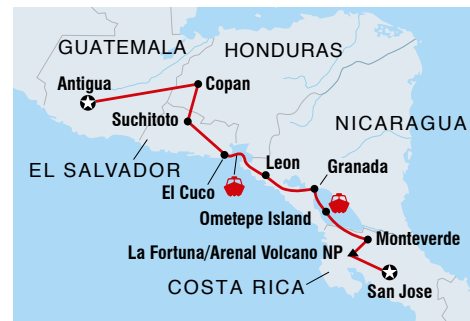 GUATEMALA
HONDURAS
Antigua
Copan
Suchitoto
NICARAGUA
EL SALVADOR
Leon
Granada
El Cuco
Ometepe Island
Monteverde
La Fortuna/Arenal Volcano NP
COSTA RICA
San Jose